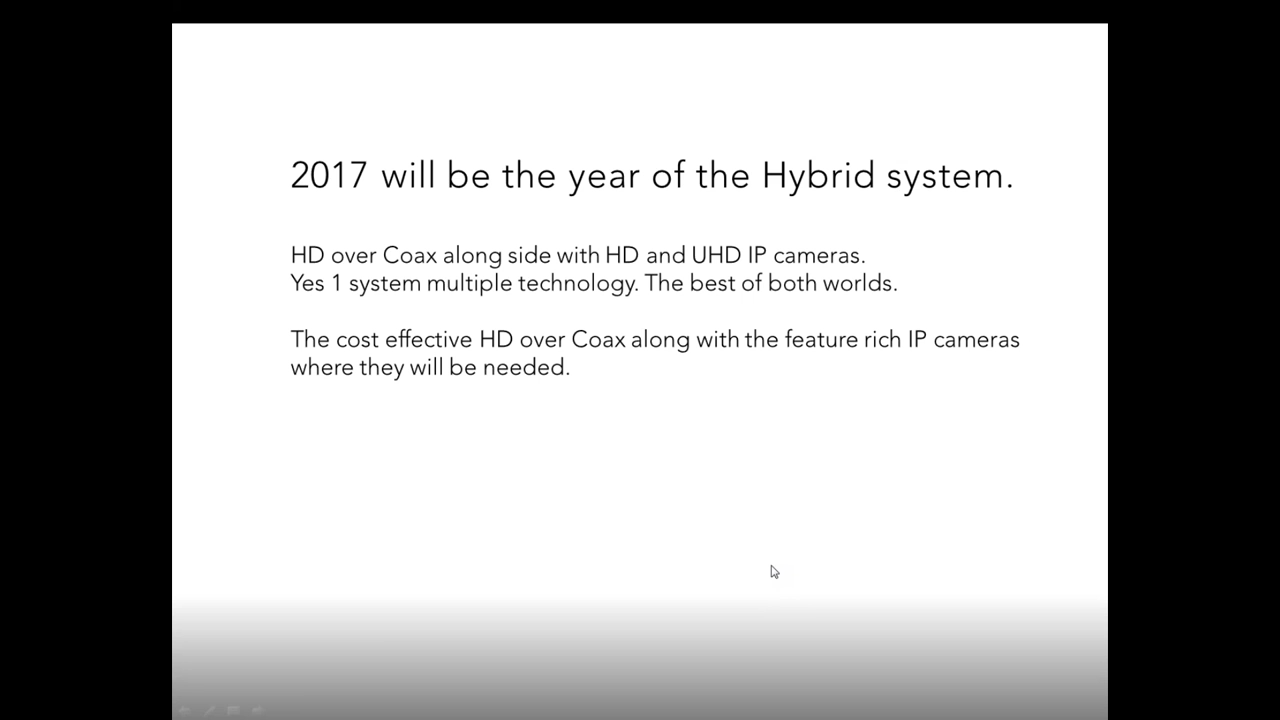 2017 will be the year of the Hybrid system.
HD over Coax along side with HD and UHD IP cameras.
Yes 1 system multiple technology. The best of both worlds.
The cost effective HD over Coax along with the feature rich IP cameras
where they will be needed.